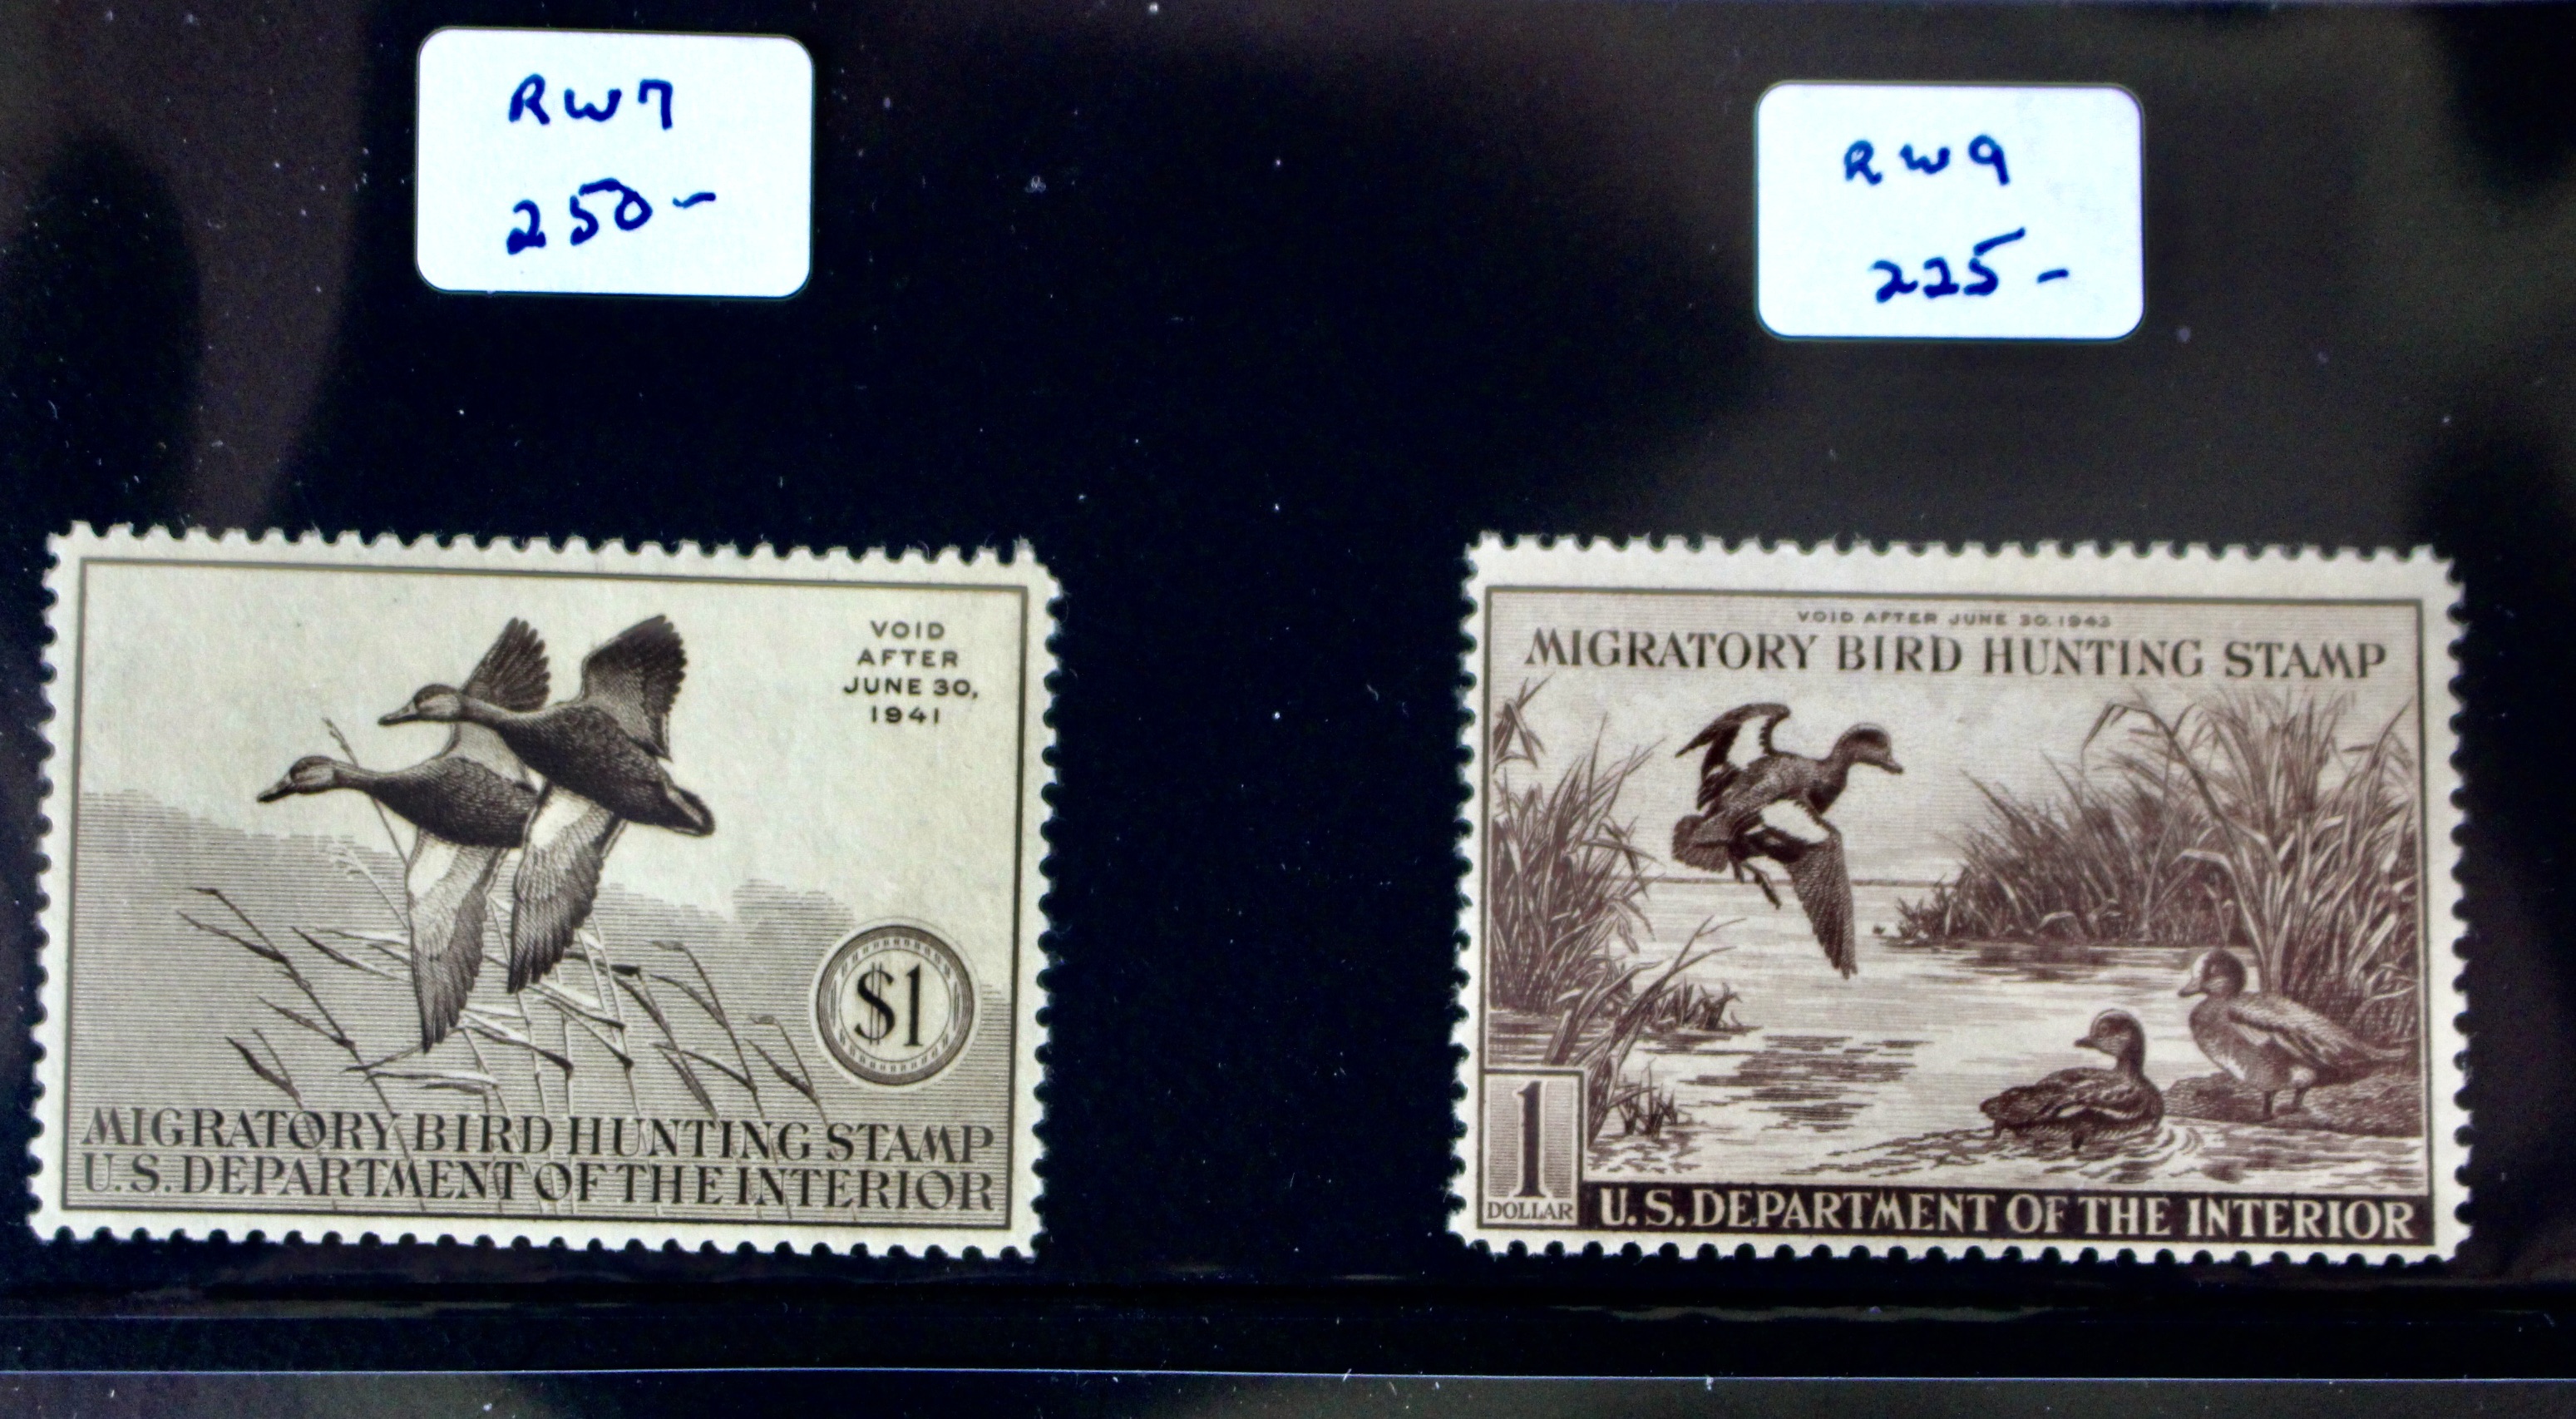 RW7
250-
RW9
225-
VOID
AFTER
JUNE 30,
1941
$1
MIGRATORY BIRD HUNTING STAMP
U.S. DEPARTMENT OF THE INTERIOR
VOID AFTER JUNE 30, 1943
MIGRATORY BIRD HUNTING STAMP
1
DOLLAR
U.S. DEPARTMENT OF THE INTERIOR